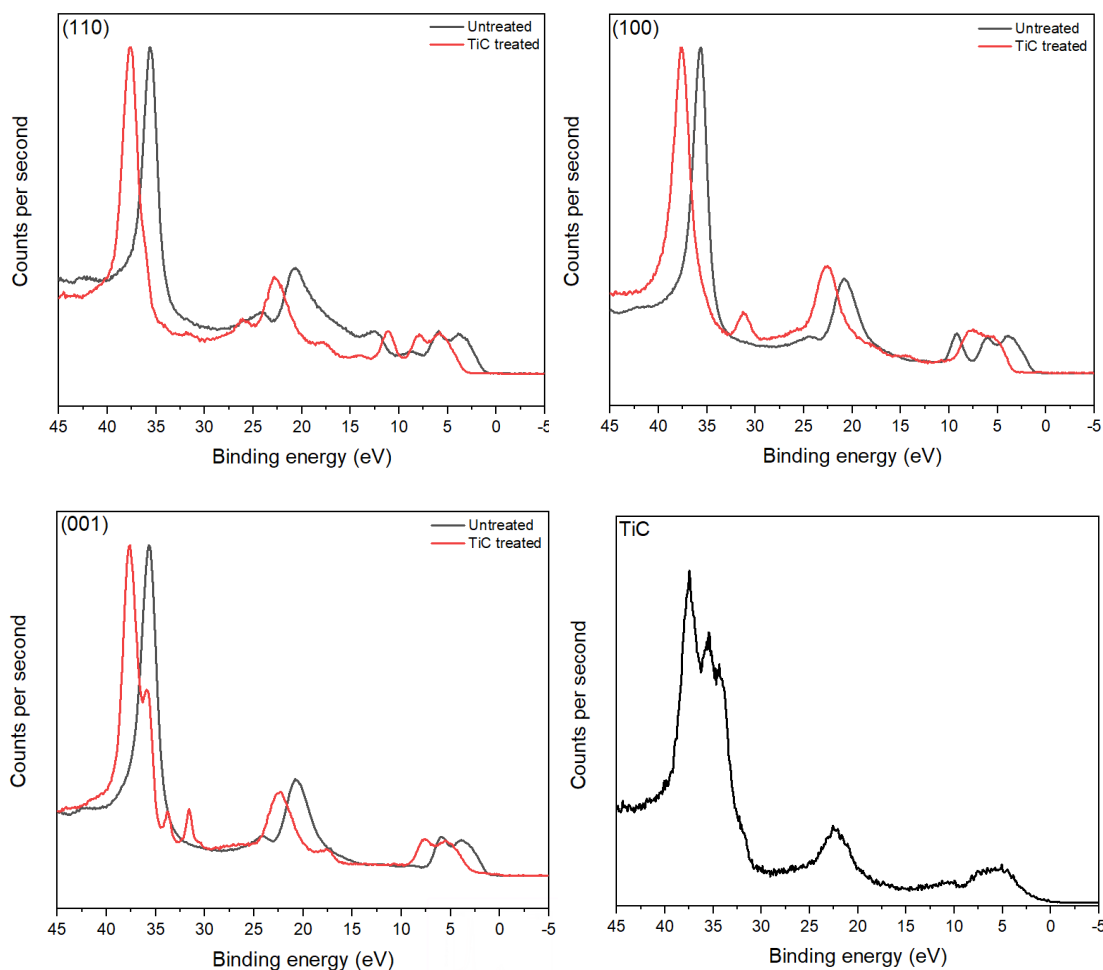 (110)
Untreated
TiC treated
Counts per second
45 40 35 30 25 20 15 10 5 0 -5
Binding energy (eV)
(100)
Untreated
TiC treated
Counts per second
45 40 35 30 25 20 15 10 5 0 -5
Binding energy (eV)
(001)
Untreated
TiC treated
Counts per second
45 40 35 30 25 20 15 10 5 0 -5
Binding energy (eV)
TiC
Counts per second
45 40 35 30 25 20 15 10 5 0 -5
Binding energy (eV)